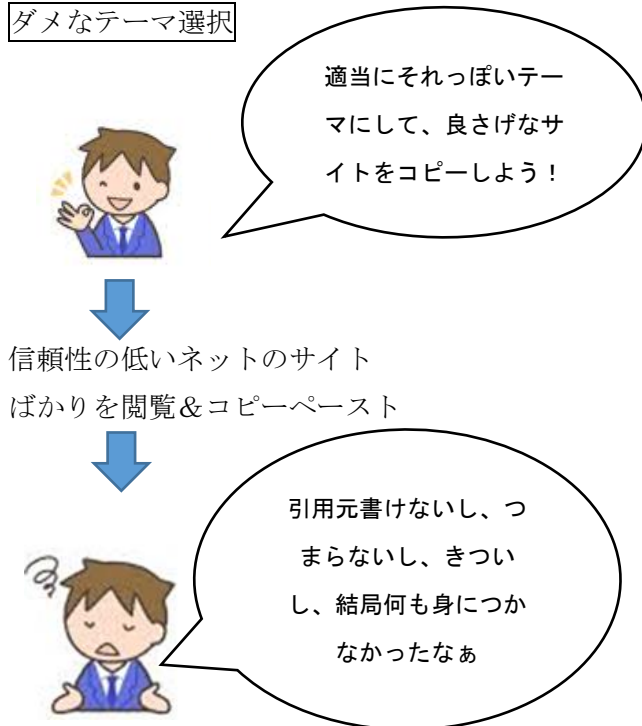 ダメなテーマ選択
適当にそれっぽいテー
マにして、良さげなサ
イトをコピーしよう！
信頼性の低いネットのサイト
ばかりを閲覧＆コピーペースト
引用元書けないし、つ
まらないし、きつい
し、結局何も身につか
なかったなぁ